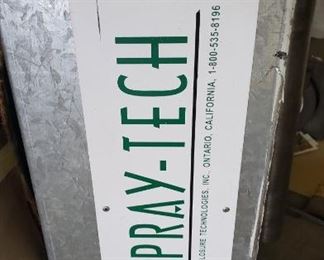 PRAY-TECH
LOSURE TECHNOLOGIES, INC. ONTARIO, CALIFORNIA, 1-800-535-8196